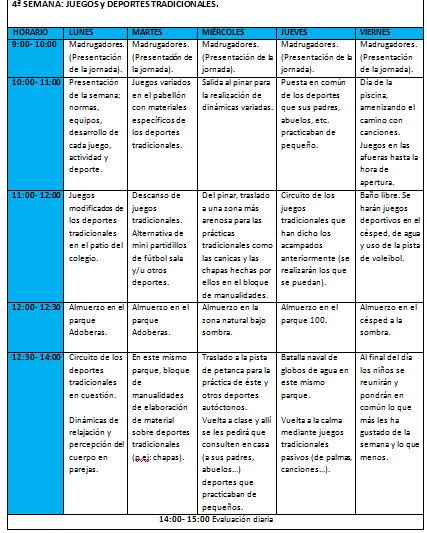 4ª SEMANA: JUEGOS y DEPORTES TRADICIONALES.
HORARIO LUNES MARTES MIÉRCOLES JUEVES VIERNES
9:00- 10:00
Madrugadores.
(Presentación
de la jornada).
Madrugadores.
(Presentación de
la jornada).
Madrugadores.
(Presentación de la
jornada).
Madrugadores.
(Presentación de la
jornada).
Madrugadores.
(Presentación de la
jornada).
10:00- 11:00
Presentación
de la semana;
normas,
equipos,
desarrollo de
cada juego,
actividad y
deporte.
Juegos variados
en el pabellón
con materiales
específicos de
los deportes
tradicionales.
Salida al pinar para
la realización de
dinámicas variadas.
Puesta en común
de los deportes
que sus padres,
abuelos, etc.
practicaban de
pequeño.
Día de la
piscina,
amenizando el
camino con
canciones.
Juegos en las
afueras hasta la
hora de
apertura.
11:00- 12:00
Juegos
modificados de
los deportes
tradicionales
en el patio del
colegio.
Descanso de
juegos
tradicionales.
Alternativa de
mini partidillos
de fútbol sala
y/u otros
deportes.
Del pinar, traslado
a una zona más
arenosa para las
prácticas
tradicionales como
las canicas y las
chapas hechas por
ellos en el bloque
de manualidades.
Circuito de los
juegos
tradicionales que
han dicho los
acampados
anteriormente (se
realizarán los que
se puedan).
Baño libre. Se
harán juegos
deportivos en el
césped, de agua
y uso de la pista
de voleibol.
12:00- 12:30
Almuerzo en el
parque
Adoberas.
Almuerzo en el
parque
Adoberas.
Almuerzo en la
zona natural bajo
sombra.
Almuerzo en el
parque 100.
Almuerzo en el
césped a la
sombra.
12:30- 14:00
Circuito de los
deportes
tradicionales
en cuestión.
Dinámicas de
relajación y
percepción del
cuerpo en
parejas.
En este mismo
parque, bloque
de
manualidades
de elaboración
de material
sobre deportes
tradicionales
(p.ej: chapas).
Traslado a la pista
de petanca para la
práctica de éste y
otros deportes
autóctonos.
Vuelta a clase y allí
se les pedirá que
consulten en casa
(a sus padres,
abuelos...)
deportes que
practicaban de
pequeños.
Batalla naval de
globos de agua en
este mismo
parque.
Vuelta a la calma
mediante juegos
tradicionales
pasivos (de palmas,
canciones...).
Al final del día
los niños se
reunirán y
pondrán en
común lo que
más les ha
gustado de la
semana y lo que
menos.
14:00- 15:00 Evaluación diaria